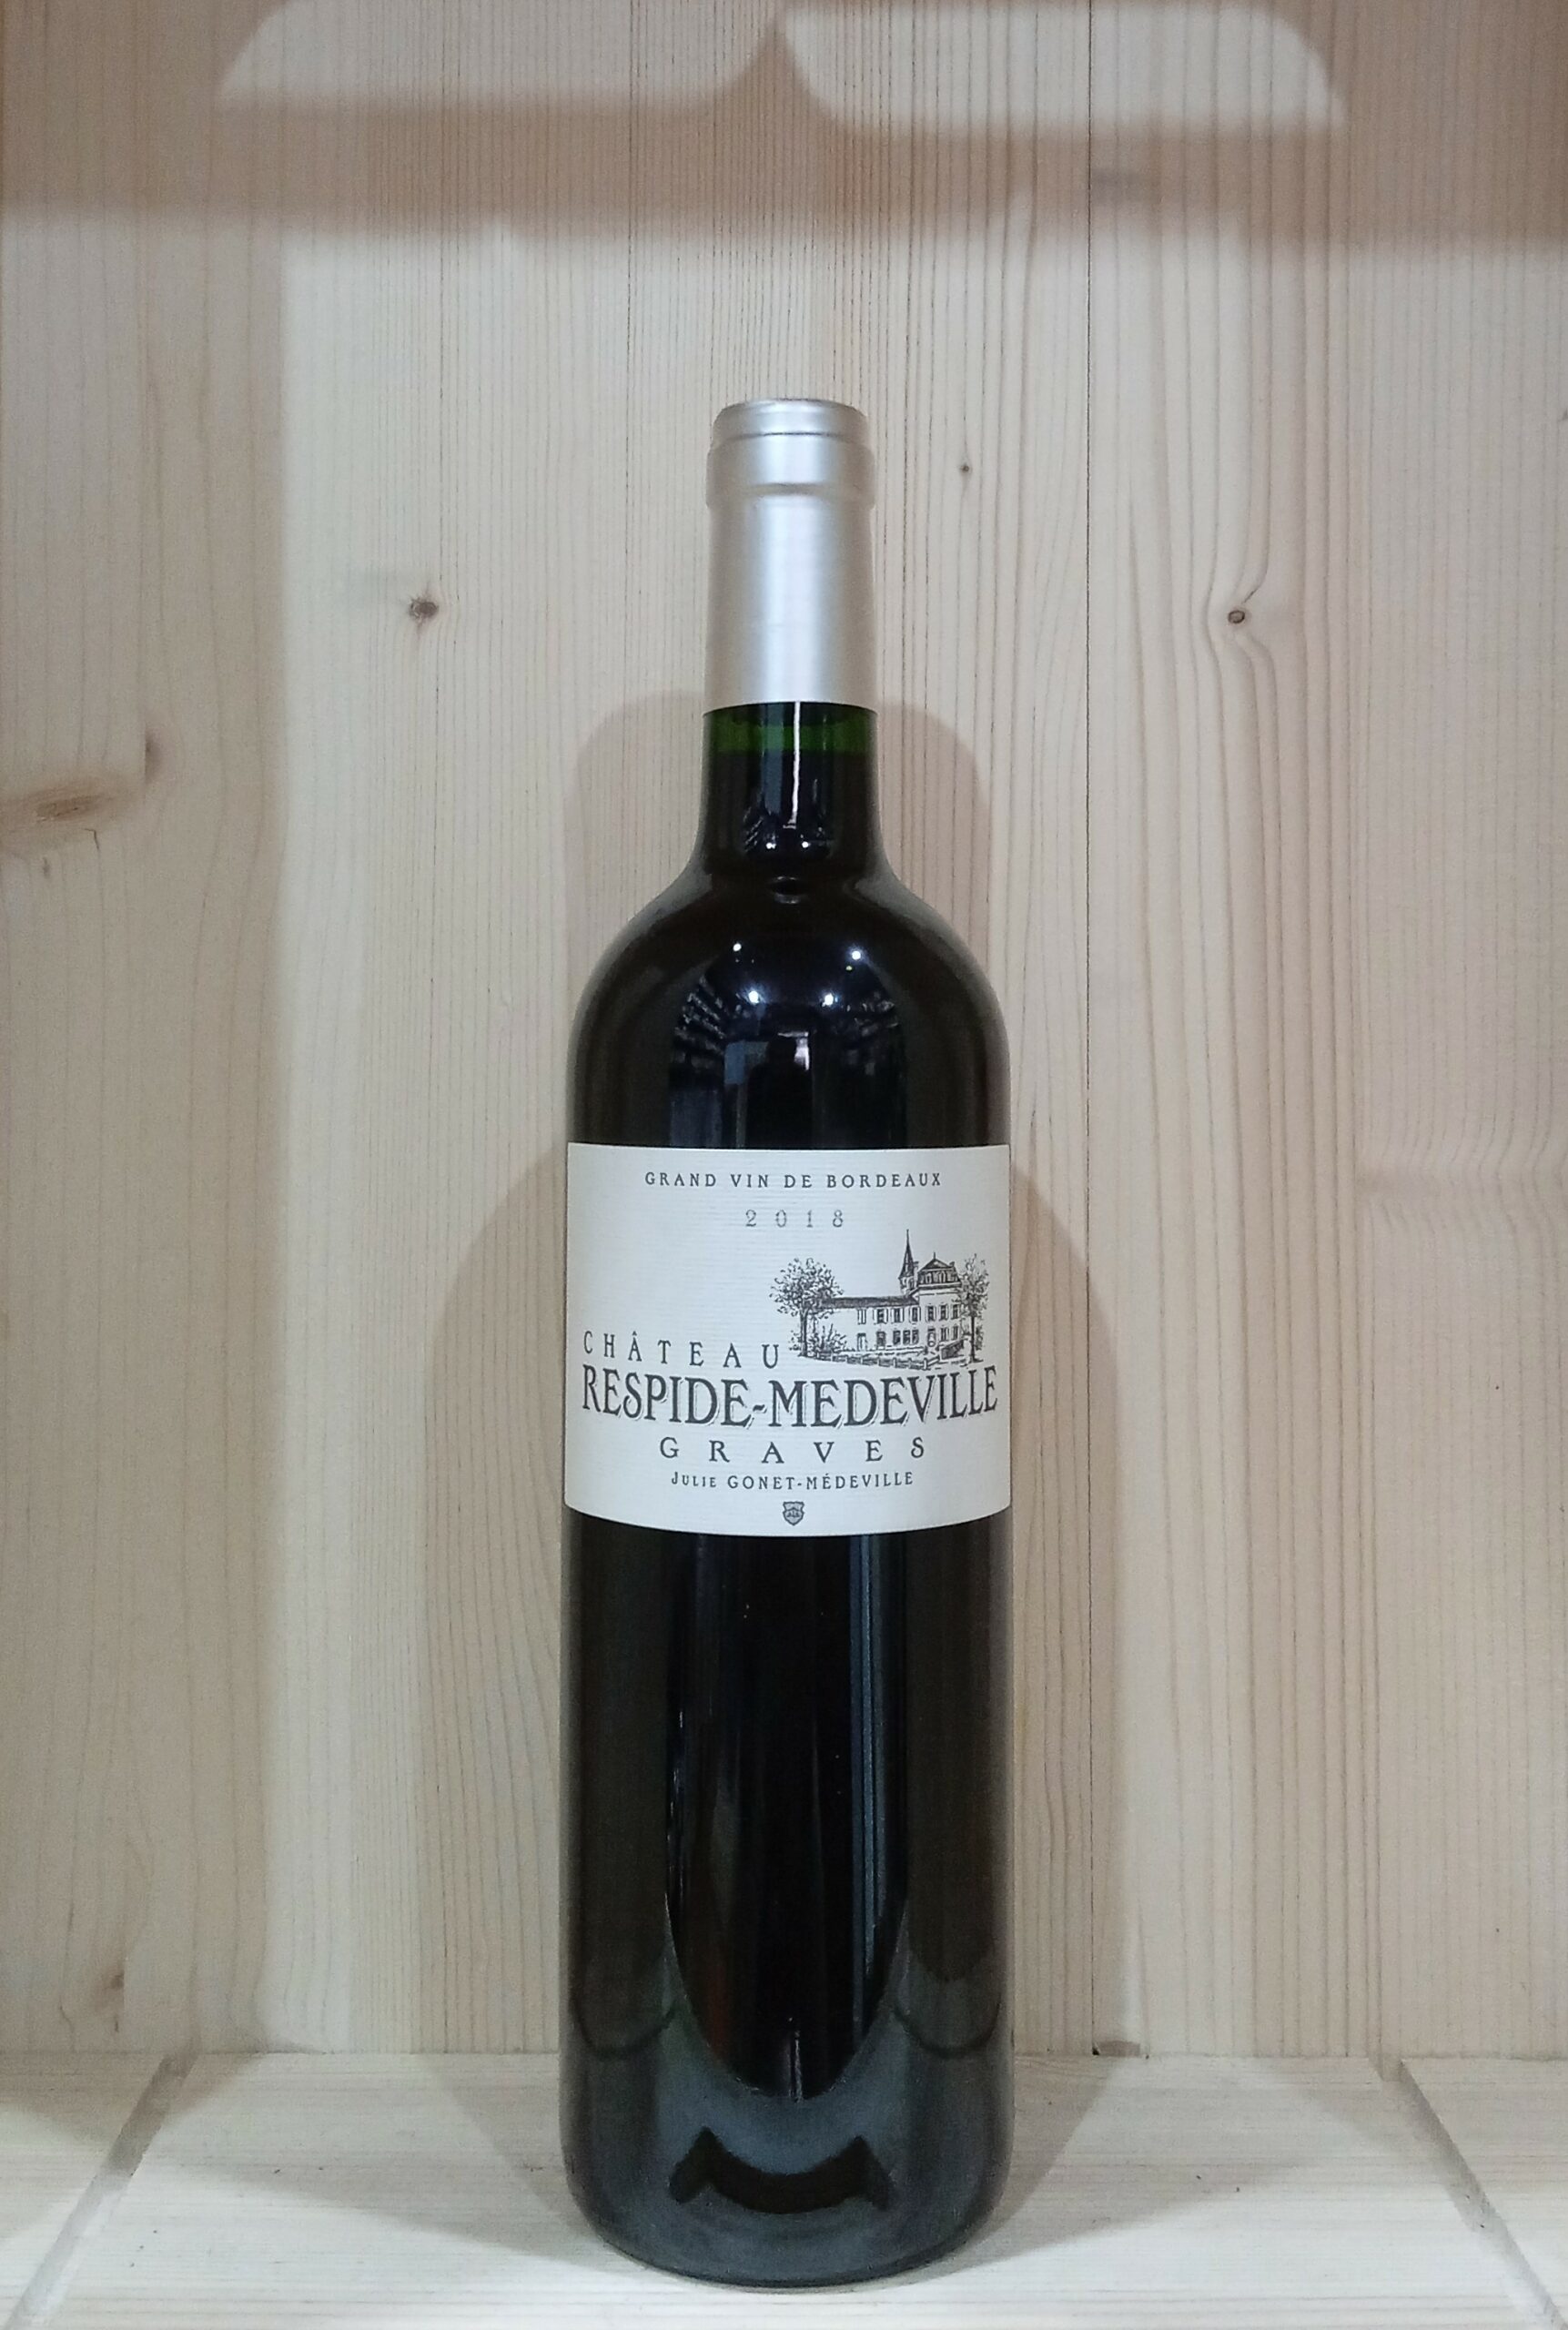 GRAND VIN DE BORDEAUX
2018
CHÂTEAU
RESPIDE-MEDEVILLE
GRAVES
JULIE GONET-MÉDEVILLE